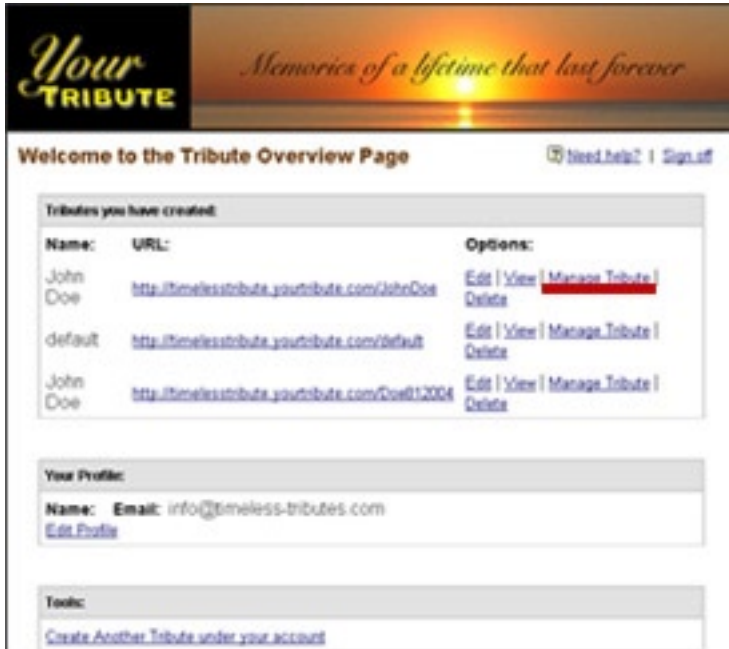 Your
TRIBUTE
Memories of a lifetime that last forever
Welcome to the Tribute Overview Page
Need help? | Sign off
Tributes you have created:
Name: URL: Options:
John Doe http://timelesstribute.yourtribute.com/JohnDoe Edit | View | Manage Tribute | Delete
default http://timelesstribute.yourtribute.com/default Edit | View | Manage Tribute | Delete
John Doe http://timelesstribute.yourtribute.com/Doe812004 Edit | View | Manage Tribute | Delete
Your Profile:
Name: Email: info@timeless-tributes.com
Edit Profile
Tools:
Create Another Tribute under your account